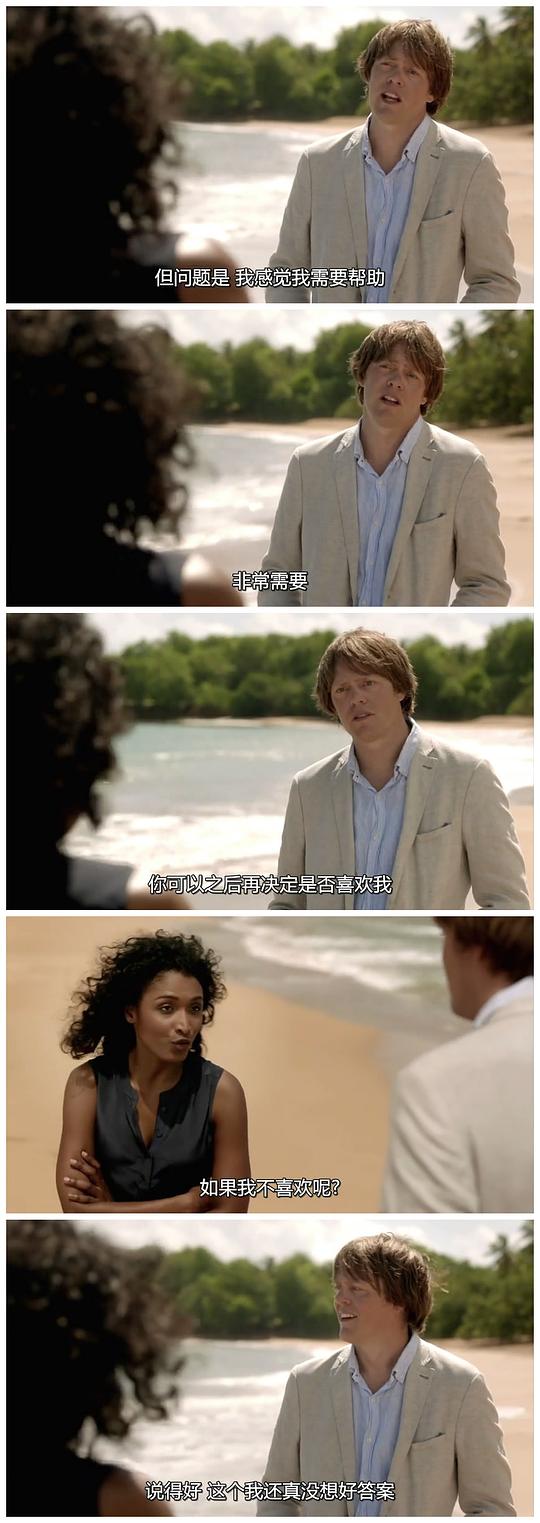 但问题是 我感觉我需要帮助
非常需要
你可以之后再决定是否喜欢我
如果我不喜欢呢?
说得好 这个我还真没想好答案